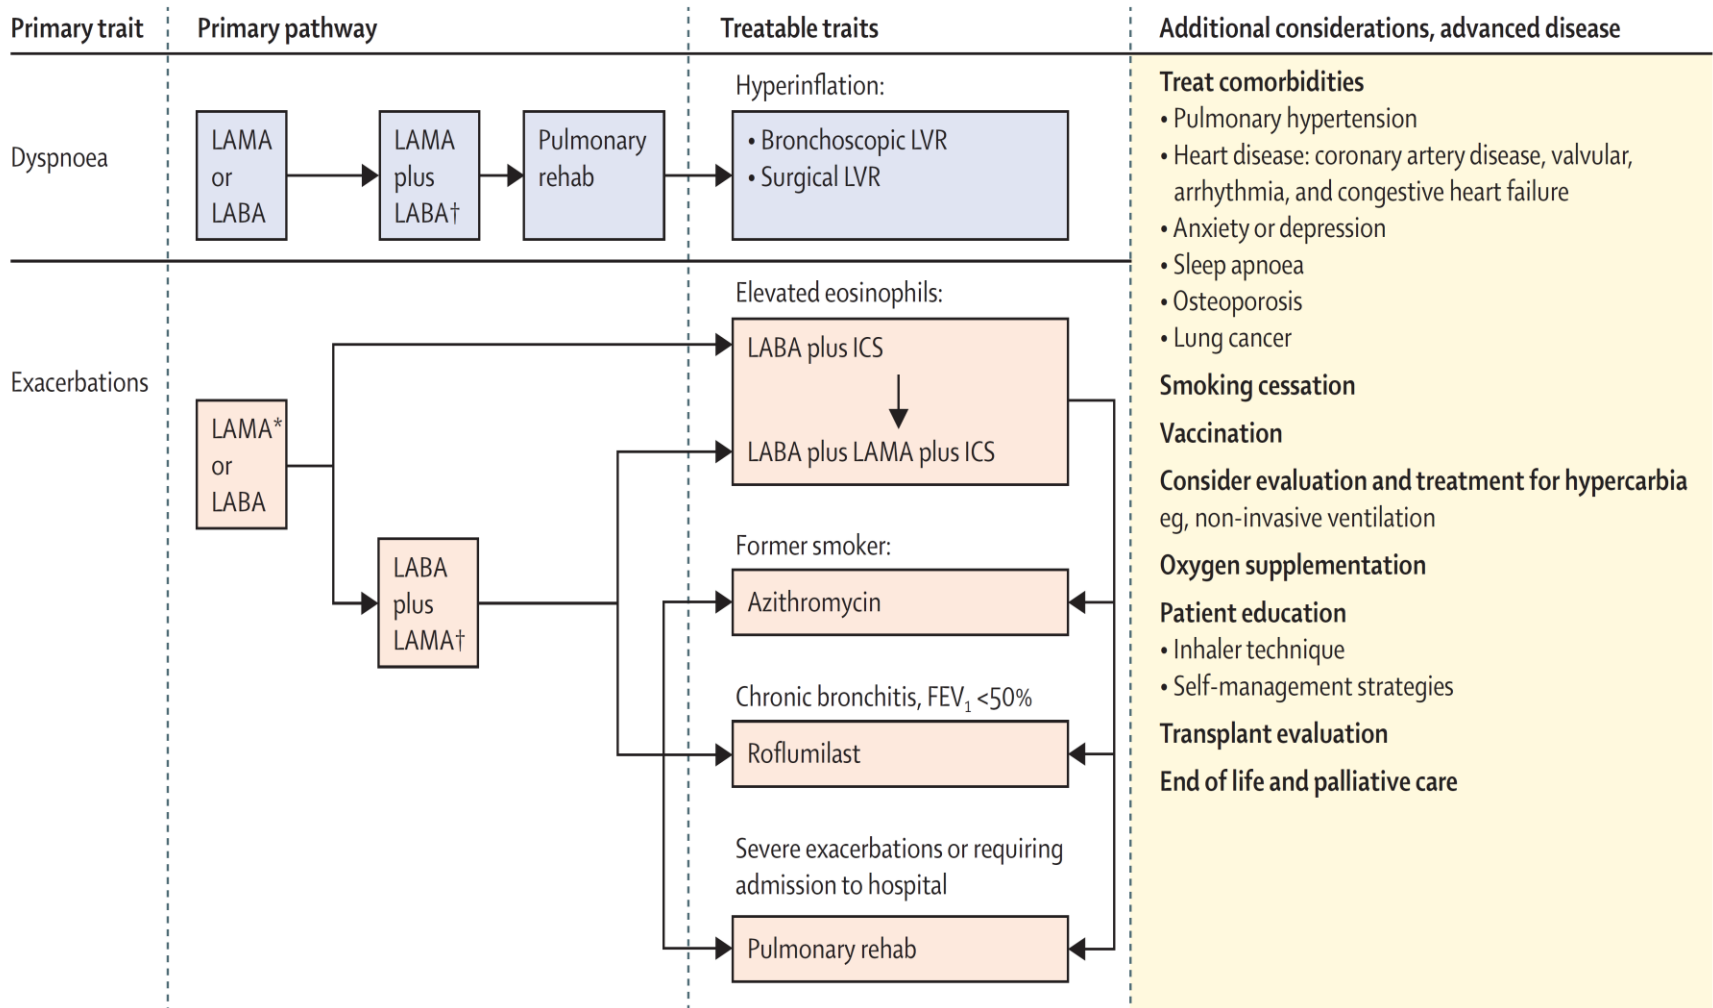 Primary trait
Primary pathway
Treatable traits
Additional considerations, advanced disease
Dyspnoea
LAMA
or
LABA
LAMA
plus
LABA†
Pulmonary
rehab
Hyperinflation:
• Bronchoscopic LVR
• Surgical LVR
Exacerbations
LAMA*
or
LABA
LABA
plus
LAMA†
Elevated eosinophils:
LABA plus ICS
LABA plus LAMA plus ICS
Former smoker:
Azithromycin
Chronic bronchitis, FEV₁ <50%
Roflumilast
Severe exacerbations or requiring
admission to hospital
Pulmonary rehab
Treat comorbidities
• Pulmonary hypertension
• Heart disease: coronary artery disease, valvular,
arrhythmia, and congestive heart failure
• Anxiety or depression
• Sleep apnoea
• Osteoporosis
• Lung cancer
Smoking cessation
Vaccination
Consider evaluation and treatment for hypercarbia
eg, non-invasive ventilation
Oxygen supplementation
Patient education
• Inhaler technique
• Self-management strategies
Transplant evaluation
End of life and palliative care